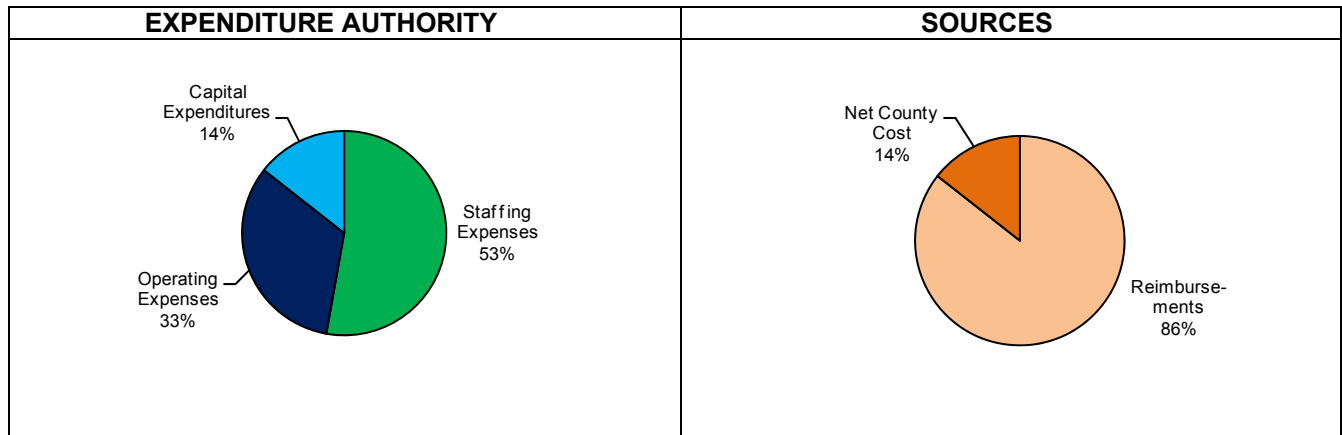 EXPENDITURE AUTHORITY
Capital
Expenditures
14%
Staffing
Expenses
53%
Operating
Expenses
33%
SOURCES
Net County
Cost
14%
Reimburse-
ments
86%